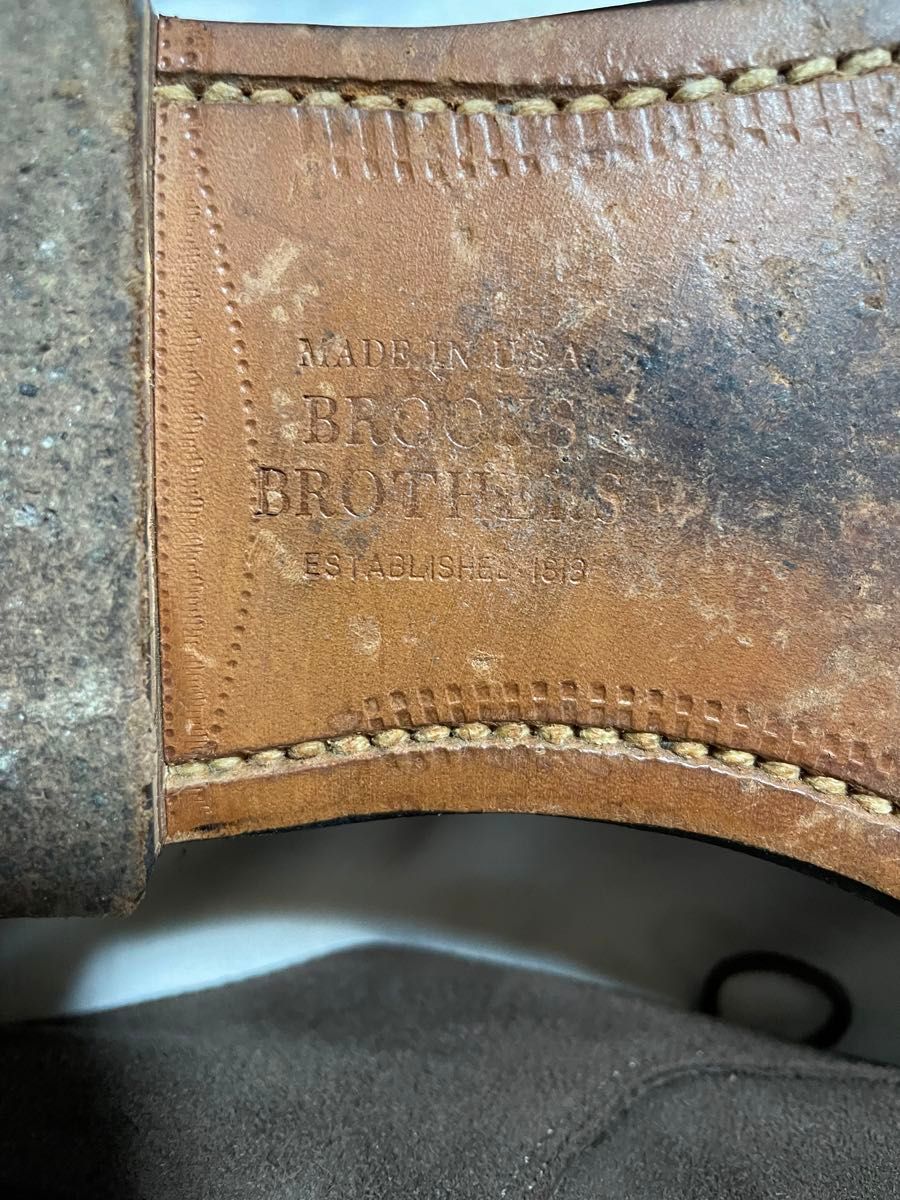 MADE IN U.S.A.
BROOKS
BROTHERS
ESTABLISHED 1818